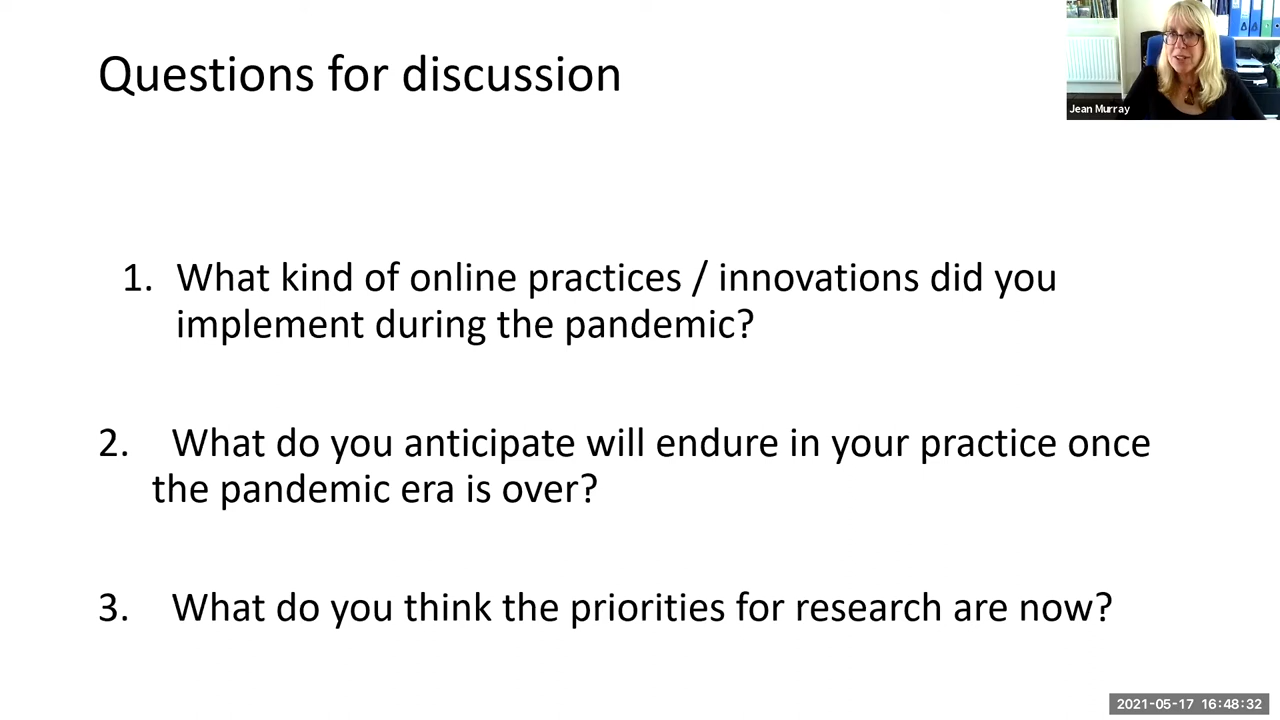 Questions for discussion
Jean Murray
1. What kind of online practices / innovations did you
implement during the pandemic?
2. What do you anticipate will endure in your practice once
the pandemic era is over?
3. What do you think the priorities for research are now?
2021-05-17 16:48:32